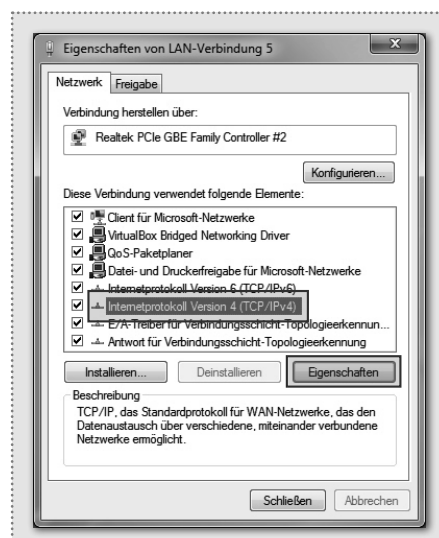 Eigenschaften von LAN-Verbindung 5
Netzwerk Freigabe
Verbindung herstellen über:
Realtek PCIe GBE Family Controller #2
Konfigurieren...
Diese Verbindung verwendet folgende Elemente:
Client für Microsoft-Netzwerke
VirtualBox Bridged Networking Driver
QoS-Paketplaner
Datei- und Druckerfreigabe für Microsoft-Netzwerke
Internetprotokoll Version 6 (TCP/IPv6)
Internetprotokoll Version 4 (TCP/IPv4)
E/A-Treiber für Verbindungsschicht-Topologieerkennun...
Antwort für Verbindungsschicht-Topologieerkennung
Installieren... Deinstallieren Eigenschaften
Beschreibung
TCP/IP, das Standardprotokoll für WAN-Netzwerke, das den
Datenaustausch über verschiedene, miteinander verbundene
Netzwerke ermöglicht.
Schließen Abbrechen